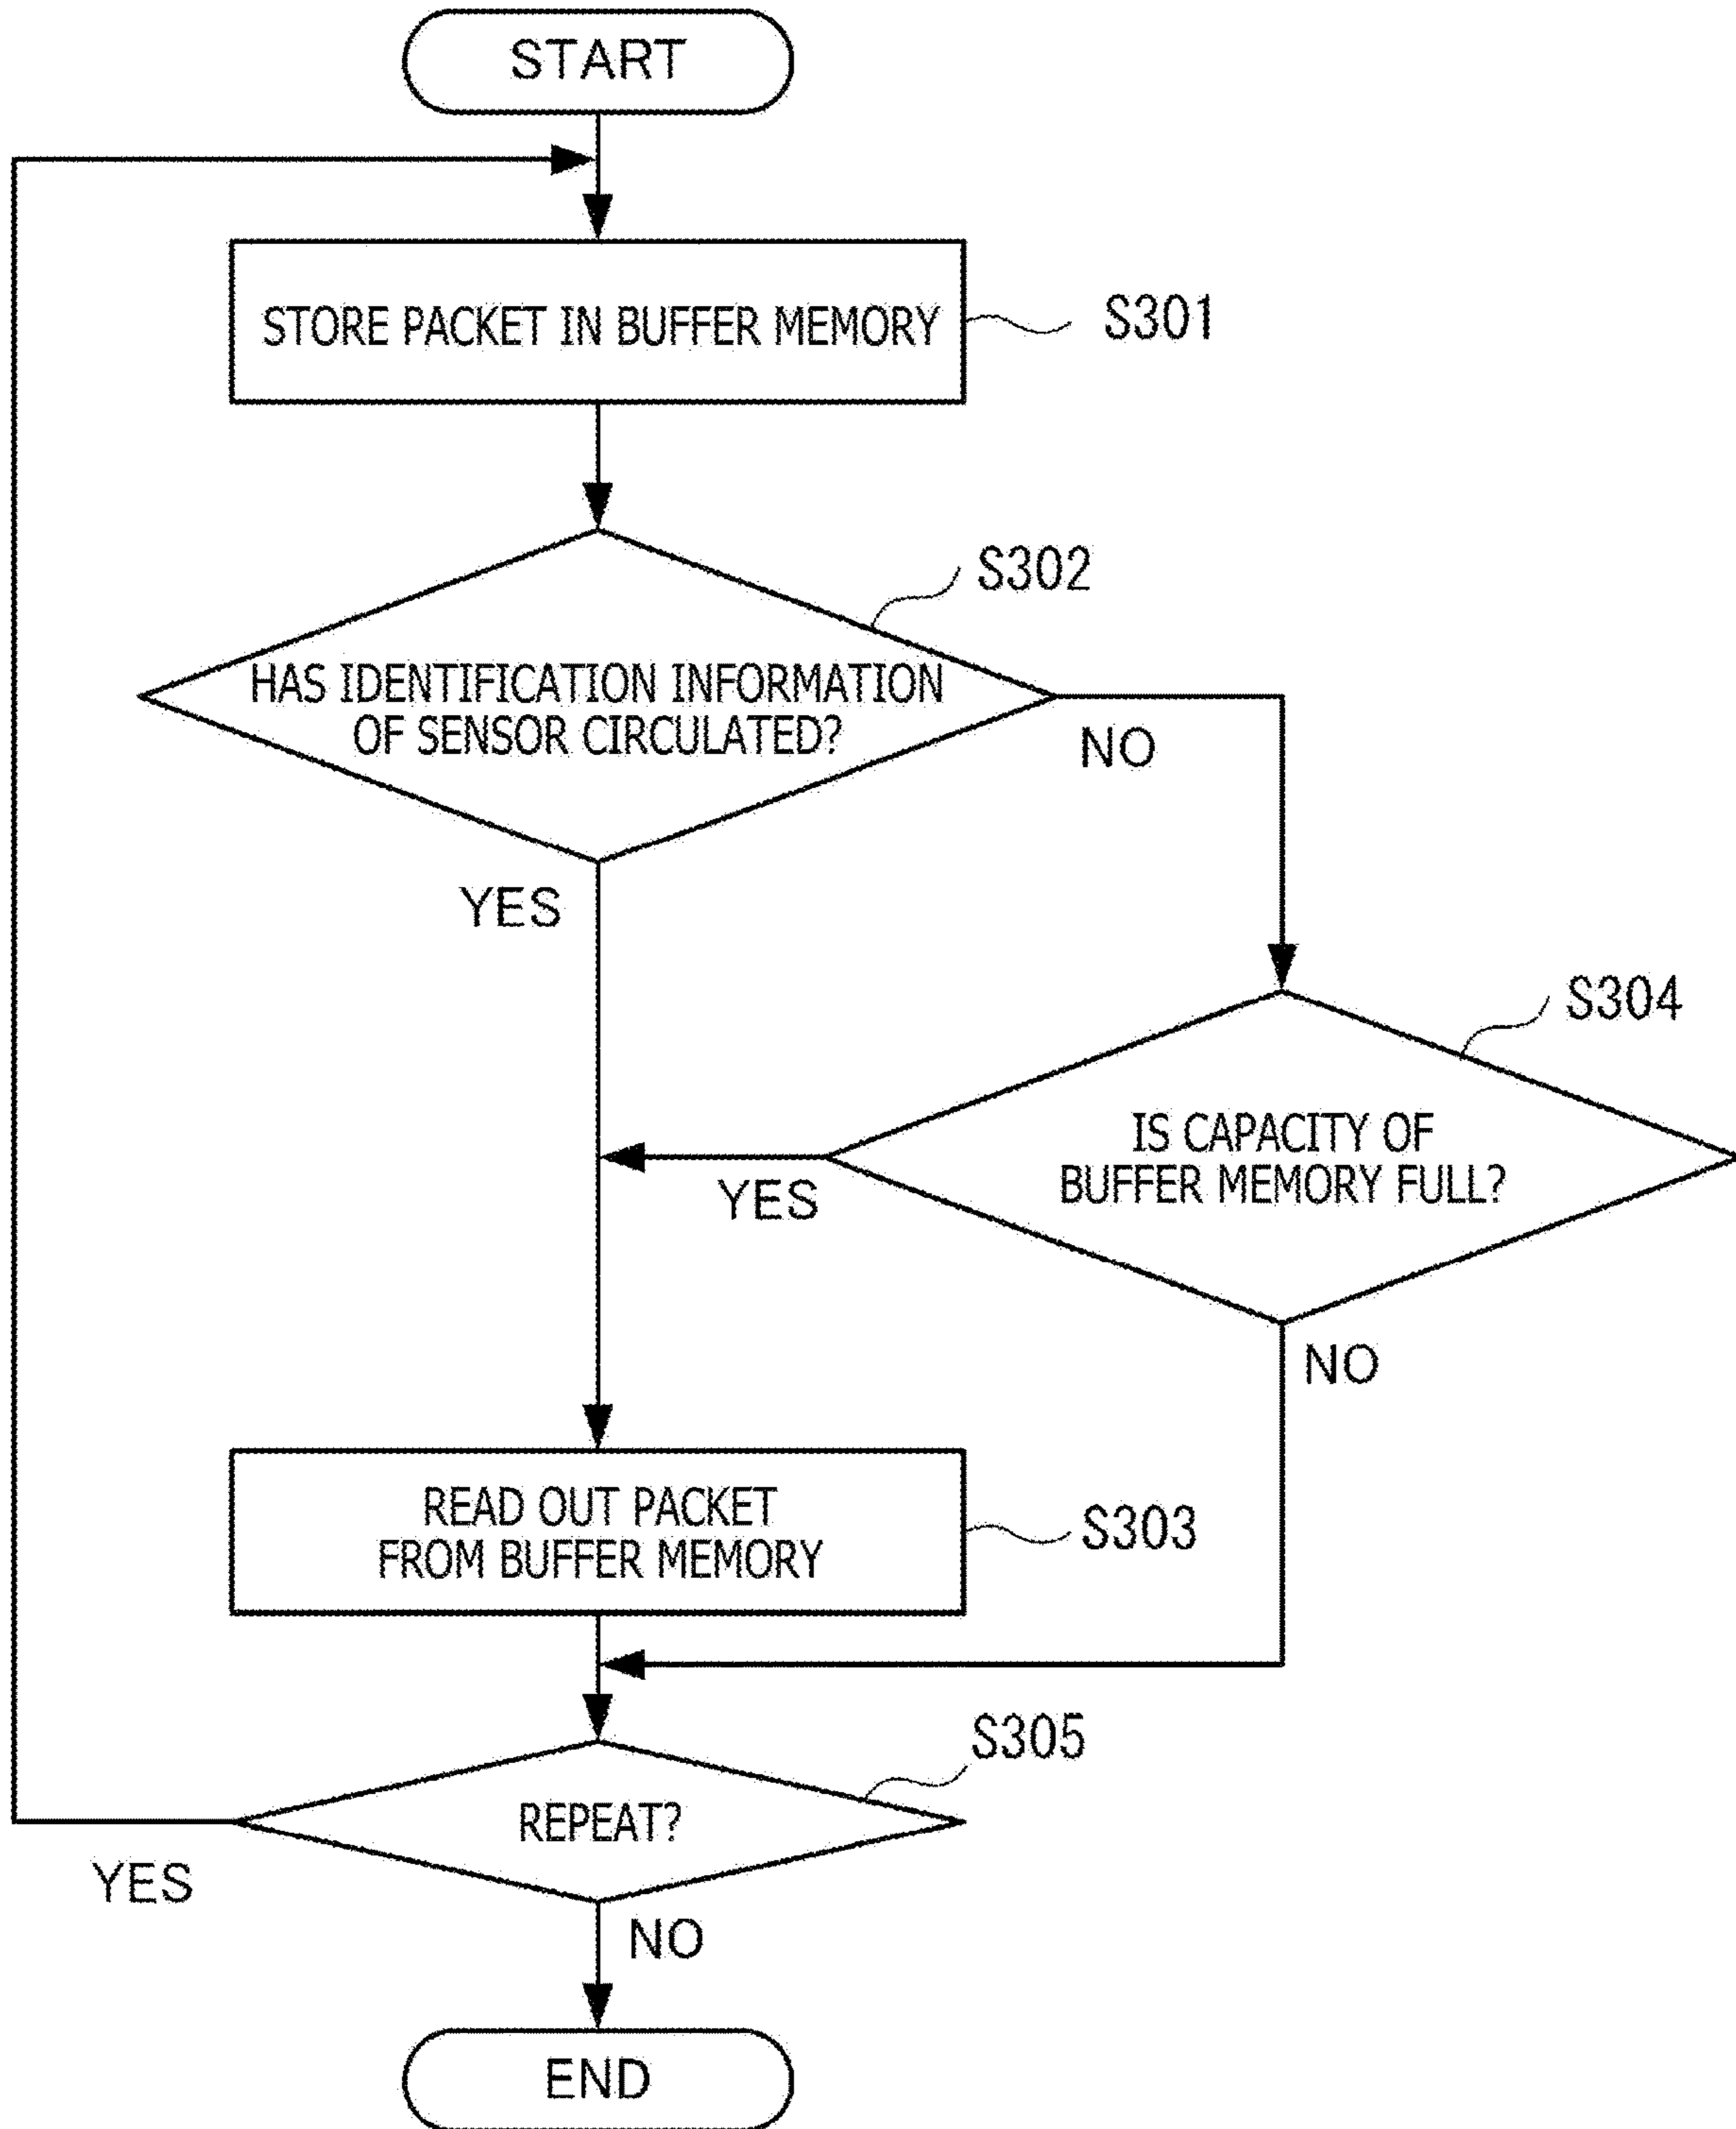 START
STORE PACKET IN BUFFER MEMORY
S301
S302
HAS IDENTIFICATION INFORMATION
OF SENSOR CIRCULATED?
NO
YES
S304
IS CAPACITY OF
BUFFER MEMORY FULL?
YES
NO
READ OUT PACKET
FROM BUFFER MEMORY
S303
S305
REPEAT?
YES
NO
END